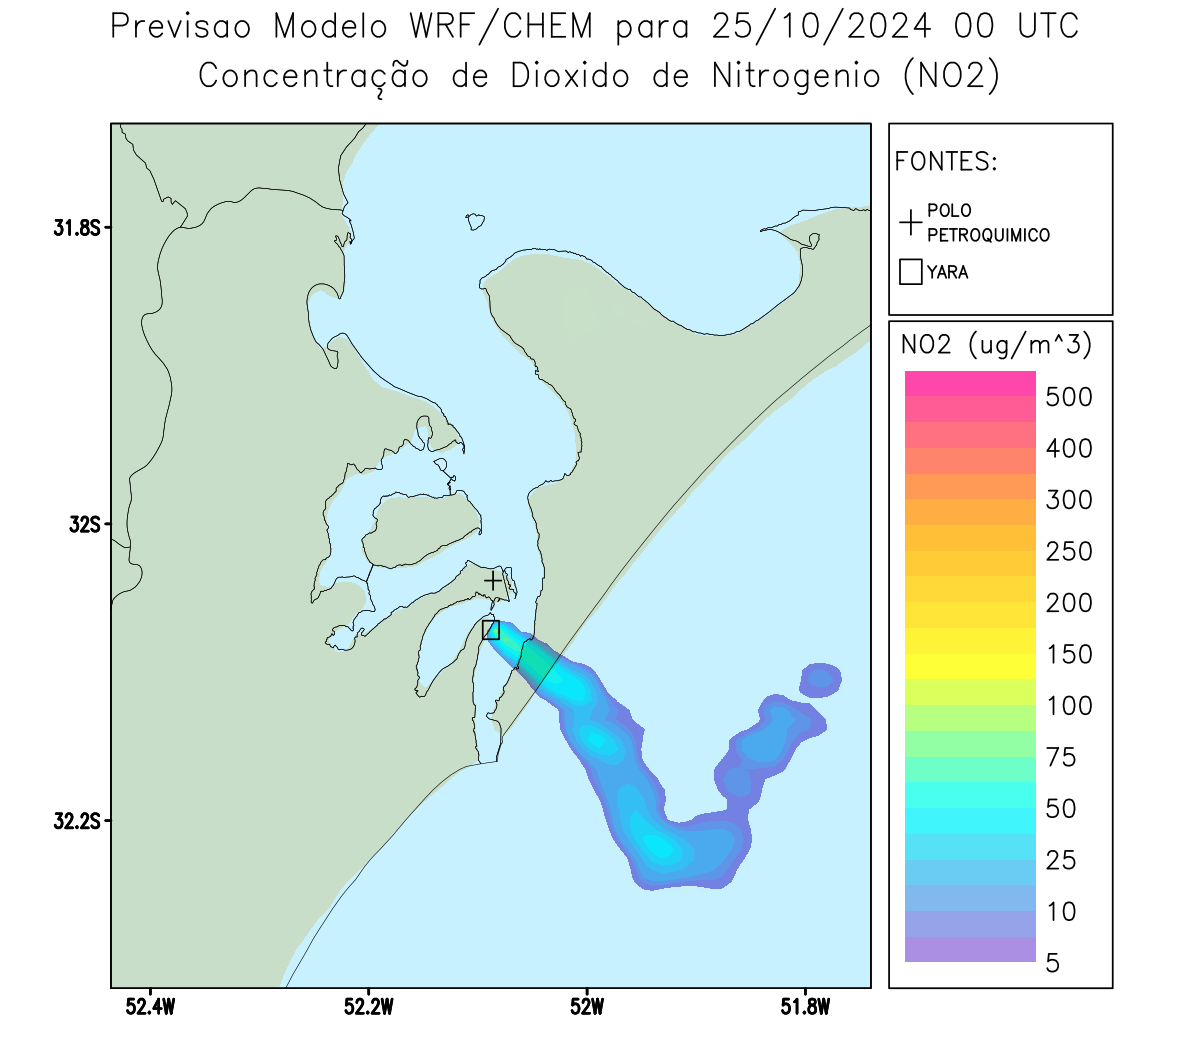 Previsao Modelo WRF/CHEM para 25/10/2024 00 UTC
Concentração de Dioxido de Nitrogenio (NO2)
FONTES:
POLO
PETROQUIMICO
YARA
31.8S
32S
32.2S
52.4W
52.2W
52W
51.8W
NO2 (ug/m^3)
500
400
300
250
200
150
100
75
50
25
10
5